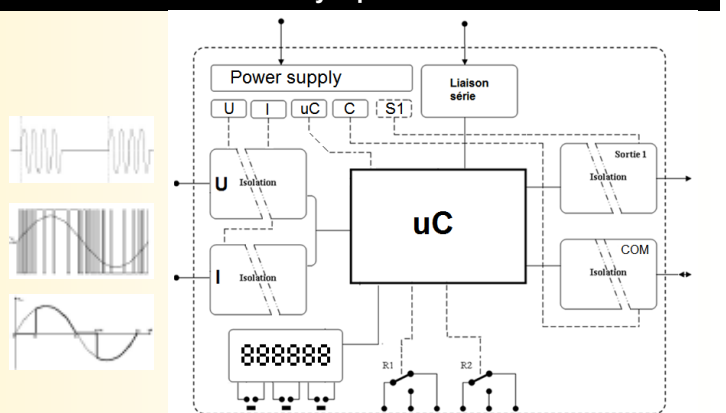 Power supply
Liaison
série
U
I
uC
C
S1
Sortie 1
U
Isolation
Isolation
uC
COM
I
Isolation
Isolation
888888
R1
R2